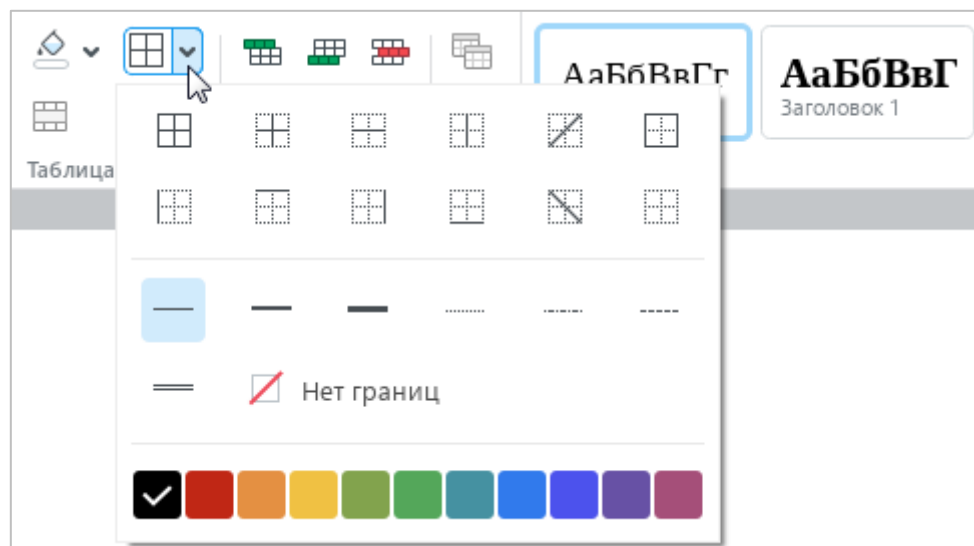 АаБбВвГг
АаБбВвГ
Заголовок 1
Таблица
Нет границ